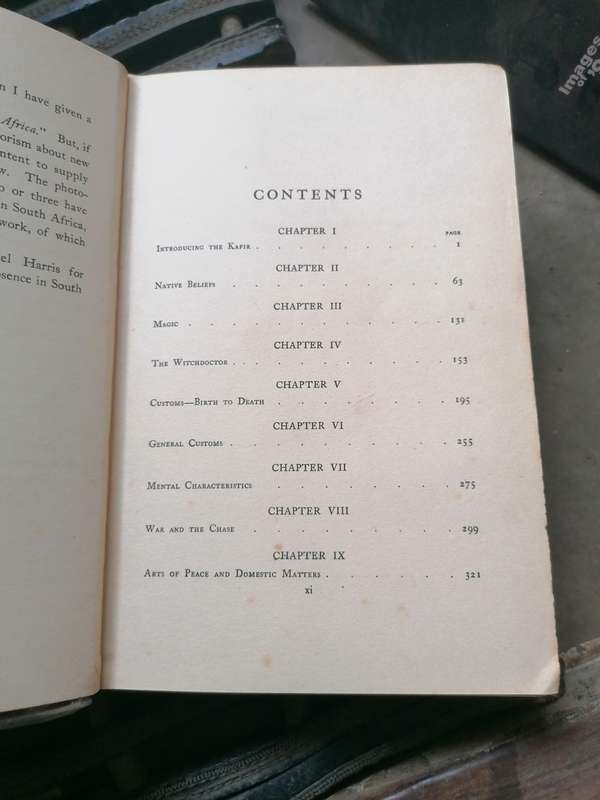 n I have given a
Africa." But, if
orism about new
ntent to supply
w. The photo-
o or three have
n South Africa,
work, of which
el Harris for
sence in South
CONTENTS
CHAPTER I
PAGE
Introducing the Kafir . . . . . . . . 1
CHAPTER II
Native Beliefs . . . . . . . . 63
CHAPTER III
Magic . . . . . . . . . 131
CHAPTER IV
The Witchdoctor . . . . . . . . 153
CHAPTER V
Customs—Birth to Death . . . . . . . 195
CHAPTER VI
General Customs . . . . . . . . 255
CHAPTER VII
Mental Characteristics . . . . . . . 275
CHAPTER VIII
War and the Chase . . . . . . . . 299
CHAPTER IX
Arts of Peace and Domestic Matters . . . . . . 321
xi
Images
of